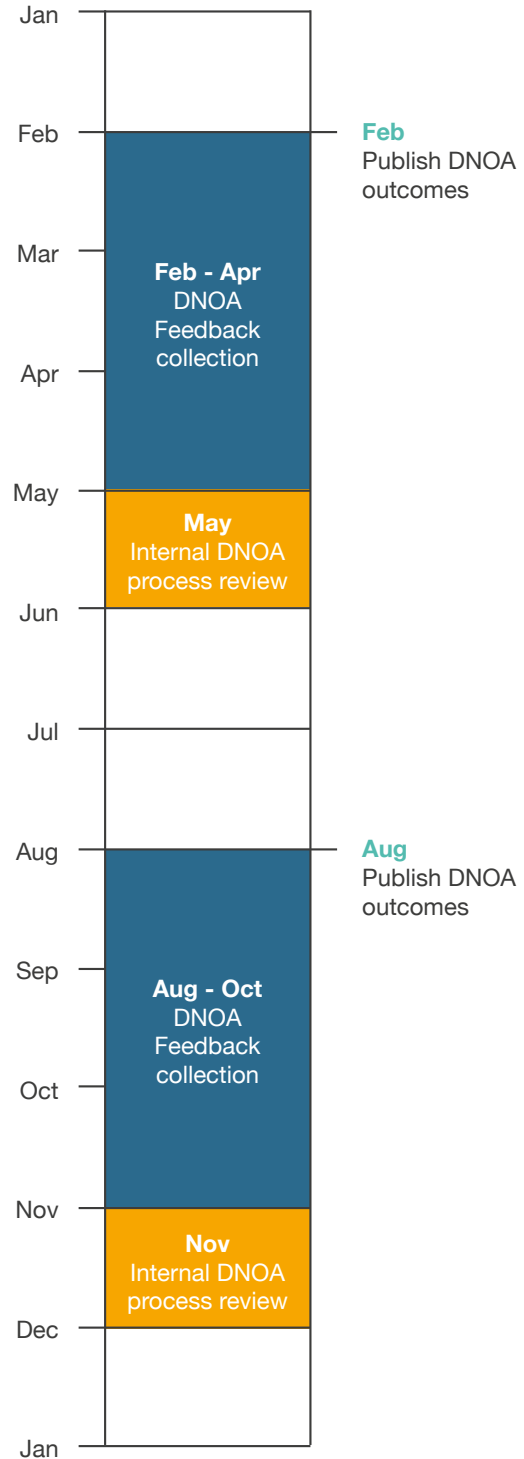 Jan
Feb
Feb
Publish DNOA
outcomes
Mar
Feb - Apr
DNOA
Feedback
collection
Apr
May
May
Internal DNOA
process review
Jun
Jul
Aug
Aug
Publish DNOA
outcomes
Sep
Aug - Oct
DNOA
Feedback
collection
Oct
Nov
Nov
Internal DNOA
process review
Dec
Jan